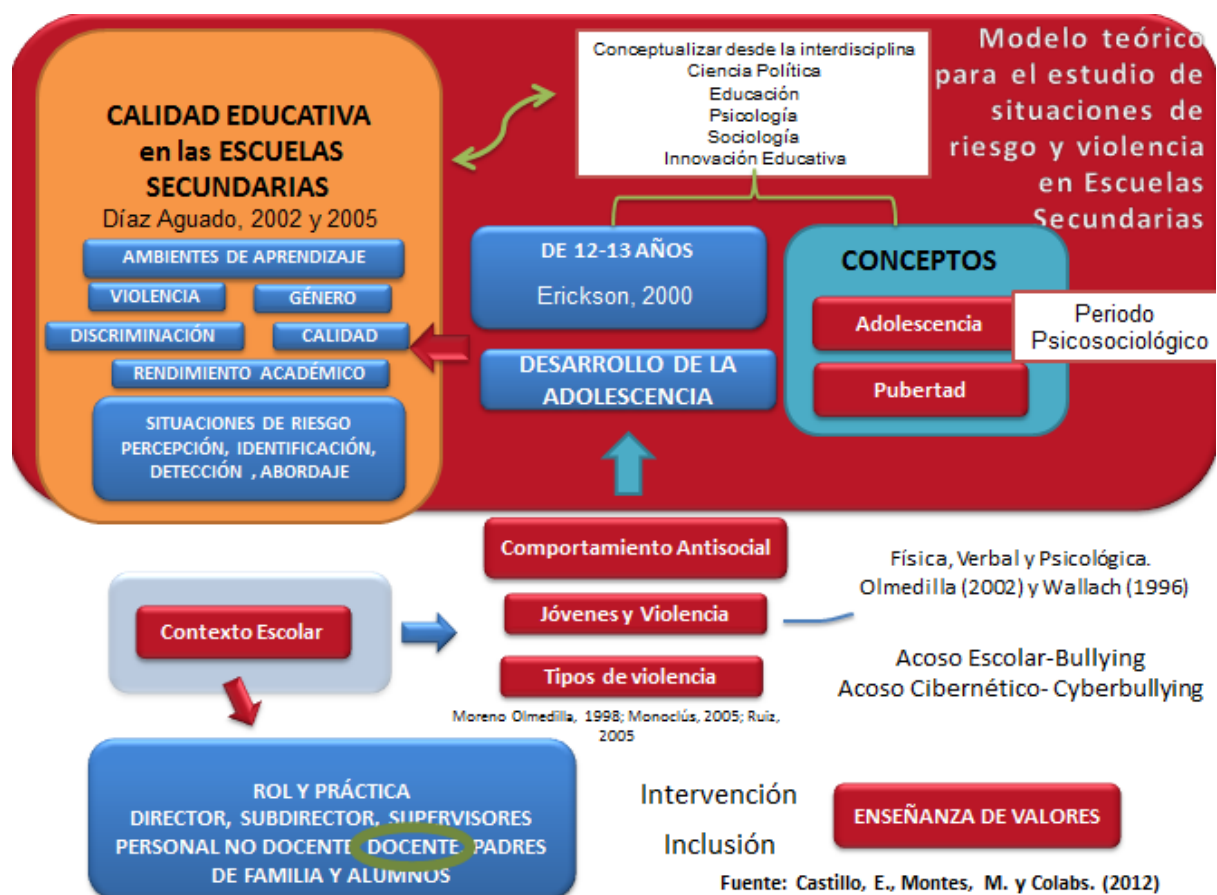 Modelo teórico
para el estudio de
situaciones de
riesgo y violencia
en Escuelas
Secundarias
Conceptualizar desde la interdisciplina
Ciencia Política
Educación
Psicología
Sociología
Innovación Educativa
CALIDAD EDUCATIVA
en las ESCUELAS
SECUNDARIAS
Díaz Aguado, 2002 y 2005
AMBIENTES DE APRENDIZAJE
VIOLENCIA
GÉNERO
DISCRIMINACIÓN
CALIDAD
RENDIMIENTO ACADÉMICO
SITUACIONES DE RIESGO
PERCEPCIÓN, IDENTIFICACIÓN,
DETECCIÓN , ABORDAJE
DE 12-13 AÑOS
Erickson, 2000
DESARROLLO DE LA
ADOLESCENCIA
CONCEPTOS
Adolescencia
Periodo
Psicosociológico
Pubertad
Comportamiento Antisocial
Jóvenes y Violencia
Tipos de violencia
Moreno Olmedilla, 1998; Monoclús, 2005; Ruiz,
2005
Física, Verbal y Psicológica.
Olmedilla (2002) y Wallach (1996)
Acoso Escolar-Bullying
Acoso Cibernético- Cyberbullying
Contexto Escolar
ROL Y PRÁCTICA
DIRECTOR, SUBDIRECTOR, SUPERVISORES
PERSONAL NO DOCENTE DOCENTE PADRES
DE FAMILIA Y ALUMNOS
Intervención
Inclusión
ENSEÑANZA DE VALORES
Fuente: Castillo, E., Montes, M. y Colabs. (2012)